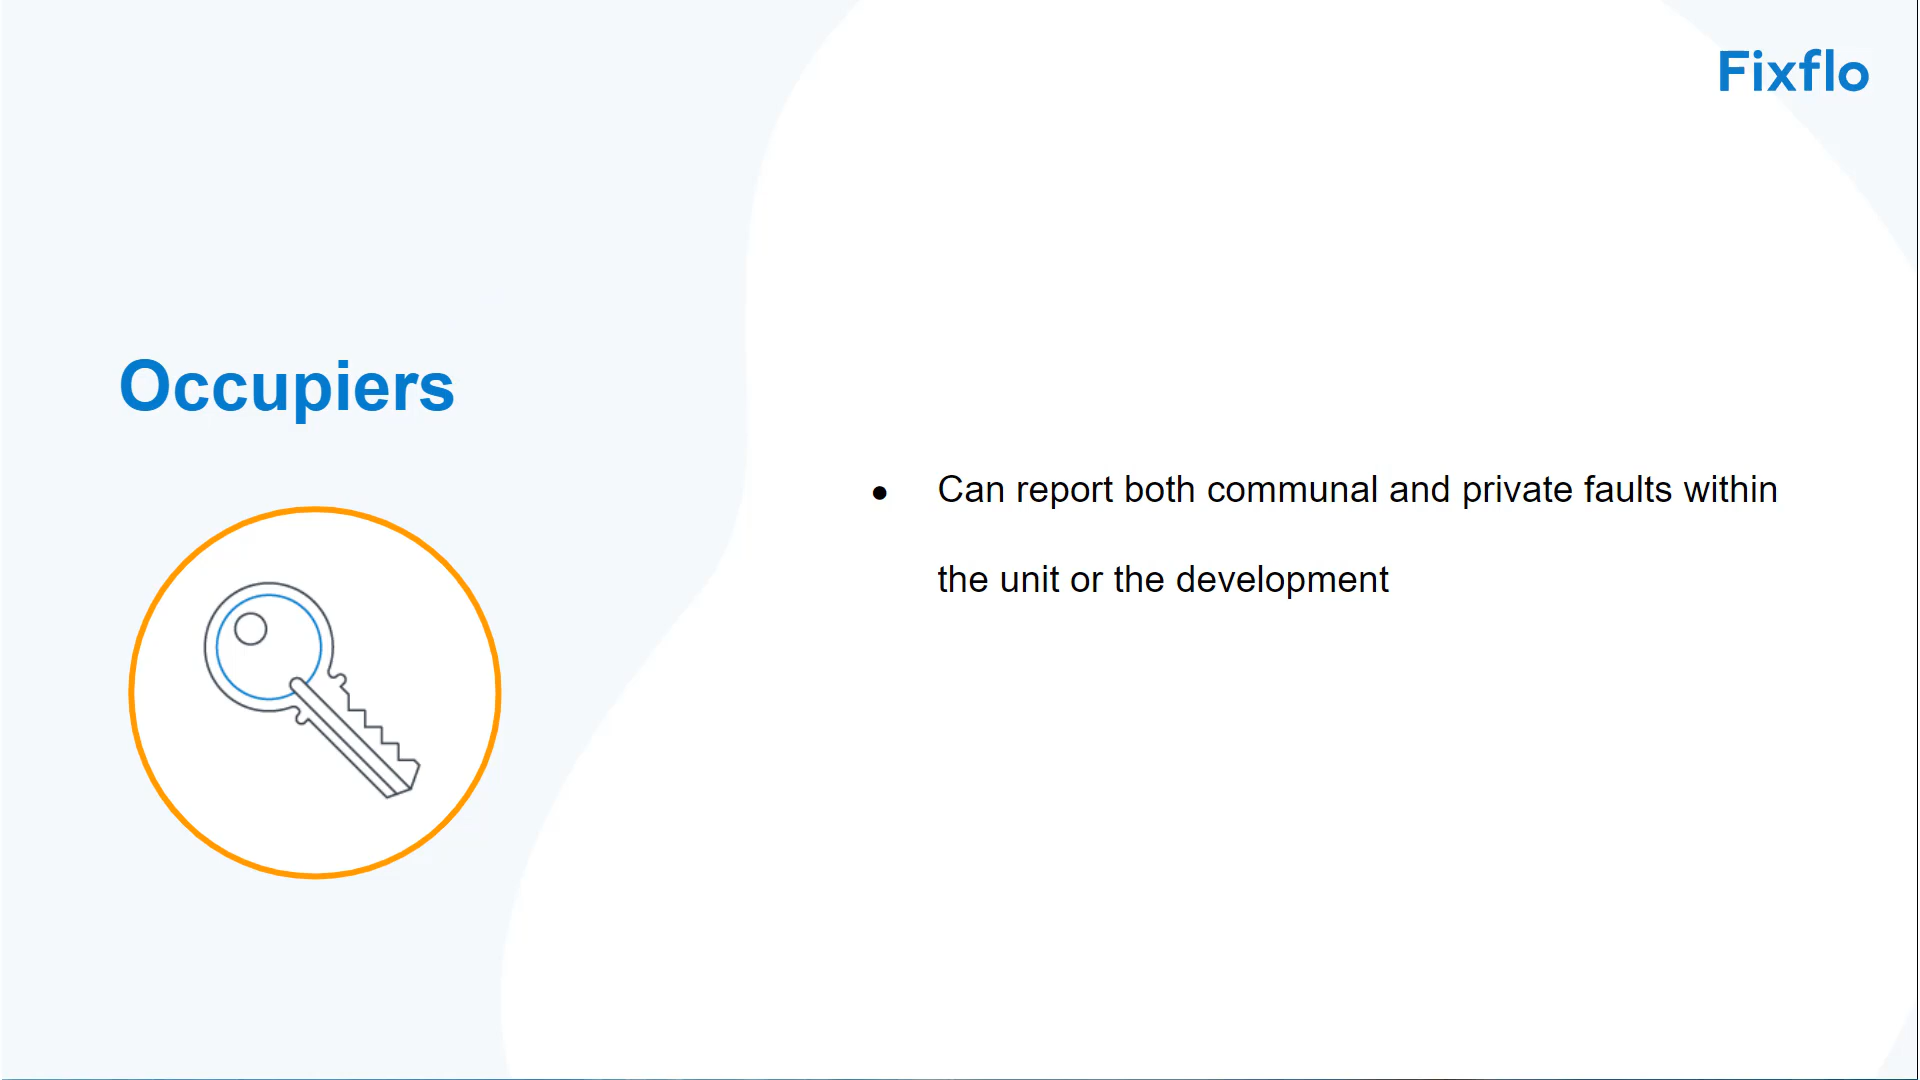 Fixflo
Occupiers
● Can report both communal and private faults within
the unit or the development